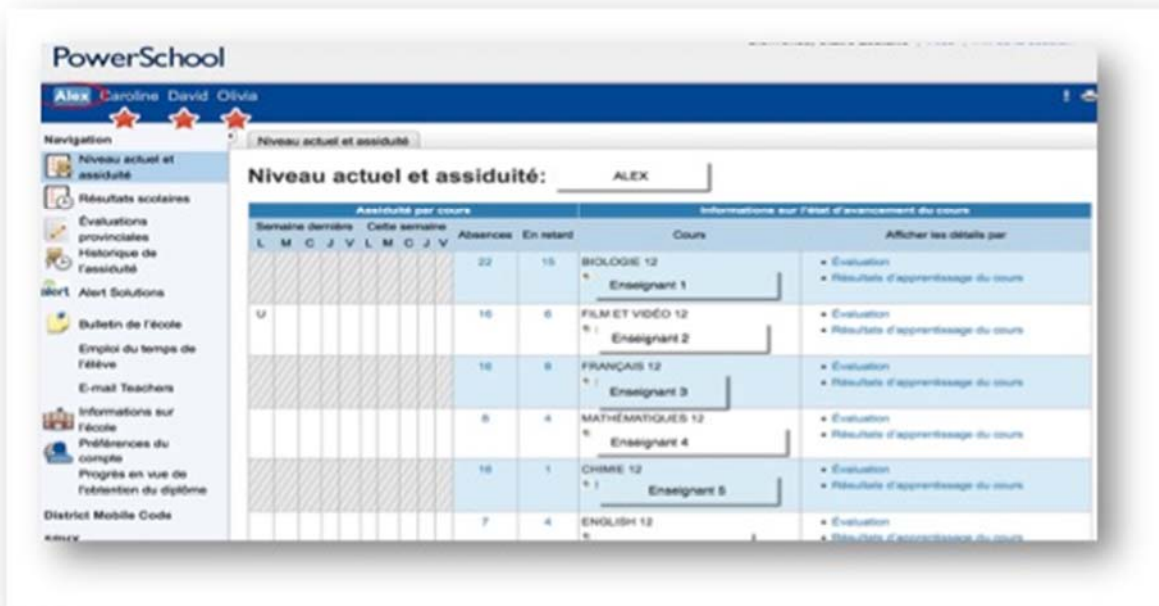 PowerSchool
Alex Caroline David Olivia
Navigation
Niveau actuel et
assiduité
Résultats scolaires
Évaluations
provinciales
Historique de
l'assiduité
alert Alert Solutions
Bulletin de l'école
Emploi du temps de
l'élève
E-mail Teachers
Informations sur
l'école
Préférences du
compte
Progrès en vue de
l'obtention du diplôme
District Mobile Code
Niveau actuel et assiduité
Niveau actuel et assiduité: ALEX
Assiduité par cours Informations sur l'état d'avancement du cours
Semaine dernière Cette semaine Absences En retard Cours Afficher les détails par
L M C J V L M C J V
22 15 BIOLOGIE 12 • Évaluation
Enseignant 1 • Résultats d'apprentissage du cours
U 16 6 FILM ET VIDÉO 12 • Évaluation
Enseignant 2 • Résultats d'apprentissage du cours
16 8 FRANÇAIS 12 • Évaluation
Enseignant 3 • Résultats d'apprentissage du cours
4 MATHÉMATIQUES 12 • Évaluation
Enseignant 4 • Résultats d'apprentissage du cours
1 CHIMIE 12 • Évaluation
Enseignant 5 • Résultats d'apprentissage du cours
7 4 ENGLISH 12 • Évaluation
• Résultats d'apprentissage du cours